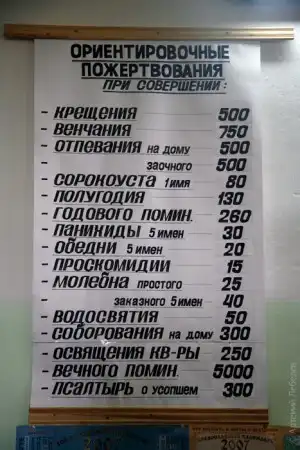 ОРИЕНТИРОВОЧНЫЕ
ПОЖЕРТВОВАНИЯ
ПРИ СОВЕРШЕНИИ:
- КРЕЩЕНИЯ 500
- ВЕНЧАНИЯ 750
- ОТПЕВАНИЯ НА ДОМУ 500
- ЗАОЧНОГО 500
- СОРОКОУСТА 1 ИМЯ 80
- ПОЛУГОДИЯ 130
- ГОДОВОГО ПОМИН. 260
- ПАНИКИДЫ 5 ИМЕН 30
- ОБЕДНИ 5 ИМЕН 20
- ПРОСКОМИДИИ 15
- МОЛЕБНА ПРОСТОГО 25
- ЗАКАЗНОГО 5 ИМЕН 40
- ВОДОСВЯТИЯ 50
- СОБОРОВАНИЯ НА ДОМУ 300
- ОСВЯЩЕНИЯ КВ-РЫ 250
- ВЕЧНОГО ПОМИН. 5000
- ПСАЛТЫРЬ О УСОПШЕМ 300
2007